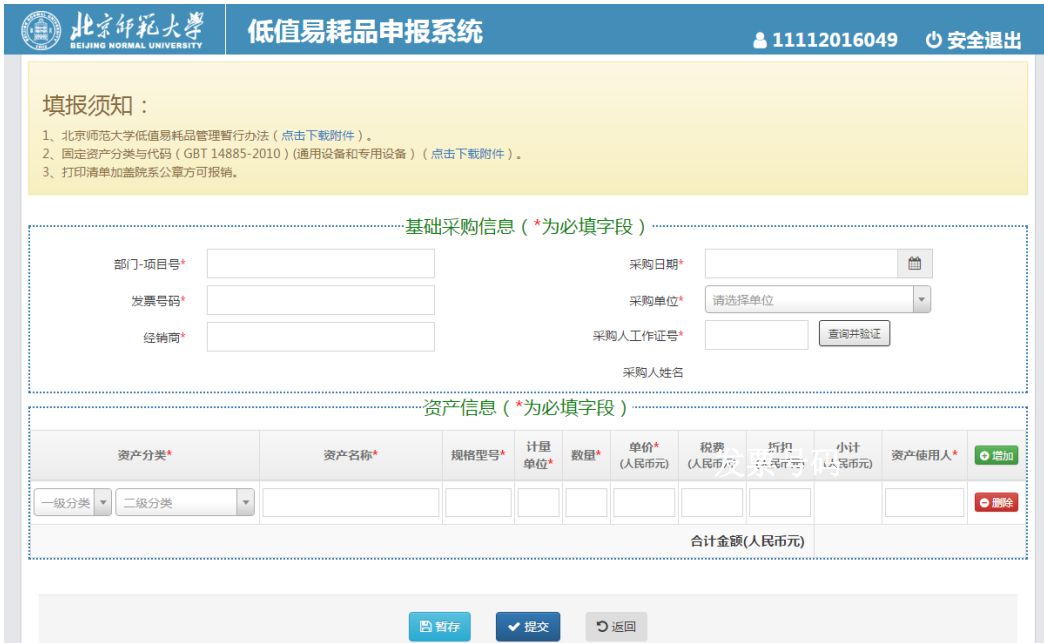 北京师范大学
BEIJING NORMAL UNIVERSITY
低值易耗品申报系统
11112016049 安全退出
填报须知：
1、北京师范大学低值易耗品管理暂行办法（点击下载附件）。
2、固定资产分类与代码（GBT 14885-2010）(通用设备和专用设备）（点击下载附件）。
3、打印清单加盖院系公章方可报销。
基础采购信息（*为必填字段）
部门-项目号* 采购日期*
发票号码* 采购单位* 请选择单位
经销商* 采购人工作证号* 查询并验证
采购人姓名
资产信息（*为必填字段）
资产分类* 资产名称* 规格型号* 计量单位* 数量* 单价*(人民币元) 税费(人民币元) 折扣(人民币元) 小计(人民币元) 资产使用人* 增加
发票号码
一级分类 二级分类 删除
合计金额(人民币元)
暂存 提交 返回